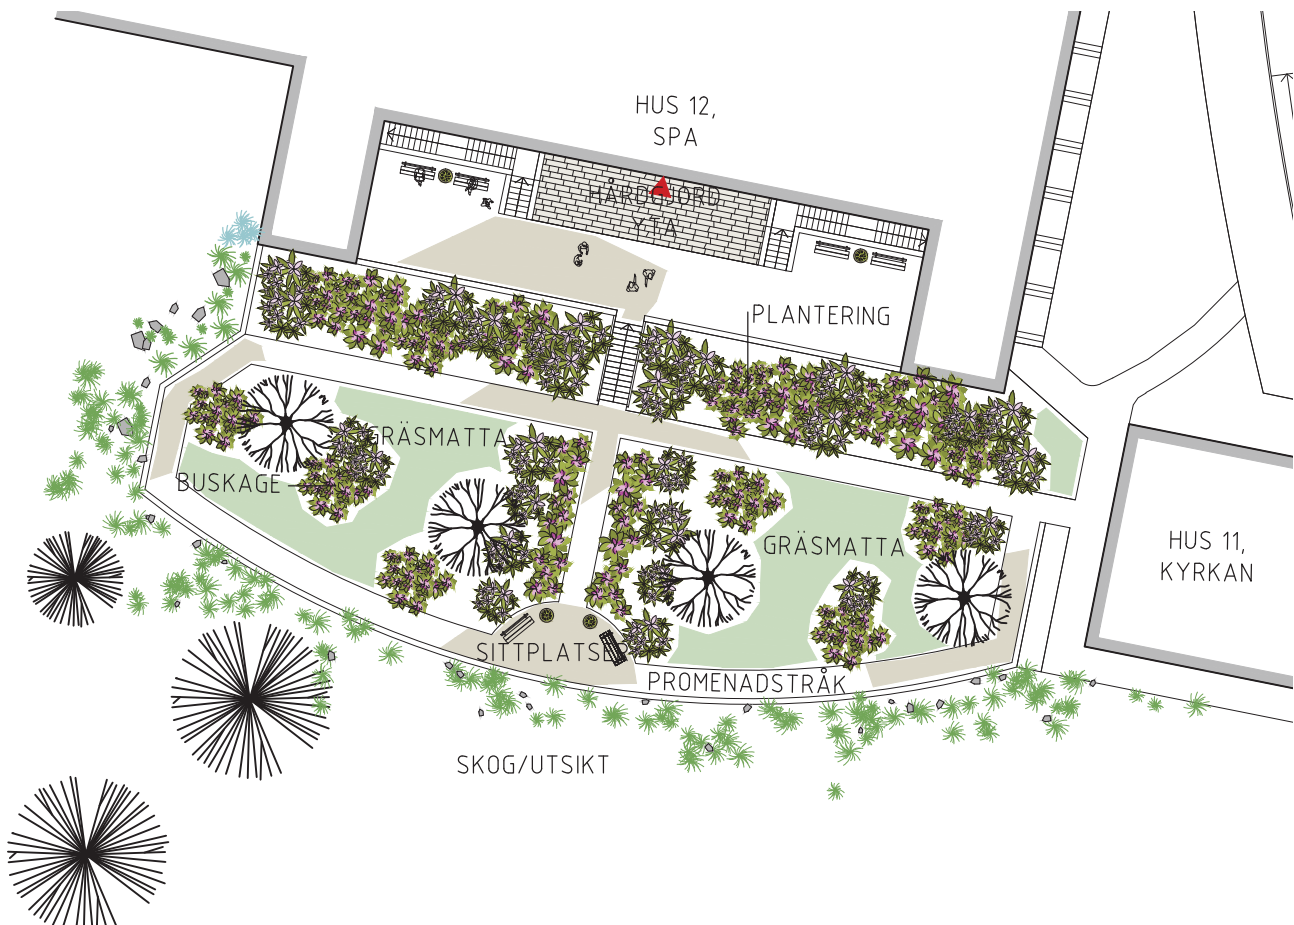 HUS 12,
SPA
HÅRDGJORD
YTA
PLANTERING
GRÄSMATTA
BUSKAGE
GRÄSMATTA
HUS 11,
KYRKAN
SITTPLATSER
PROMENADSTRÅK
SKOG/UTSIKT